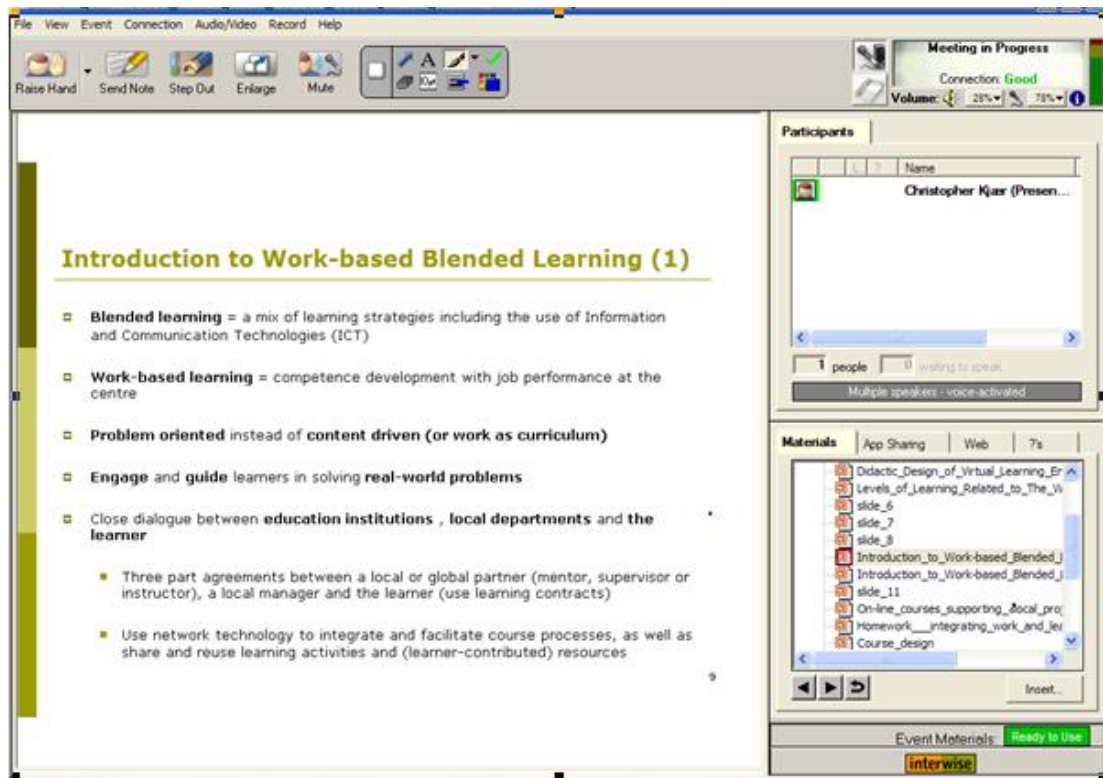 File View Event Connection Audio/Video Record Help
Raise Hand Send Note Step Out Enlarge Mute
Meeting in Progress
Connection: Good
Volume: 28% 78%
Introduction to Work-based Blended Learning (1)
Blended learning = a mix of learning strategies including the use of Information
and Communication Technologies (ICT)
Work-based learning = competence development with job performance at the
centre
Problem oriented instead of content driven (or work as curriculum)
Engage and guide learners in solving real-world problems
Close dialogue between education institutions , local departments and the
learner
Three part agreements between a local or global partner (mentor, supervisor or
instructor), a local manager and the learner (use learning contracts)
Use network technology to integrate and facilitate course processes, as well as
share and reuse learning activities and (learner-contributed) resources
9
Participants
L ? Name
Christopher Kjær (Presen...
1 people 0 waiting to speak
Multiple speakers - voice-activated
Materials App Sharing Web
Didactic_Design_of_Virtual_Learning_Er
Levels_of_Learning_Related_to_The_W
slide_6
slide_7
slide_8
Introduction_to_Work-based_Blended_
Introduction_to_Work-based_Blended_
slide_11
On-line_courses_supporting_local_proj
Homework___integrating_work_and_lea
Course_design
Insert...
Event Materials: Ready to Use
interwise